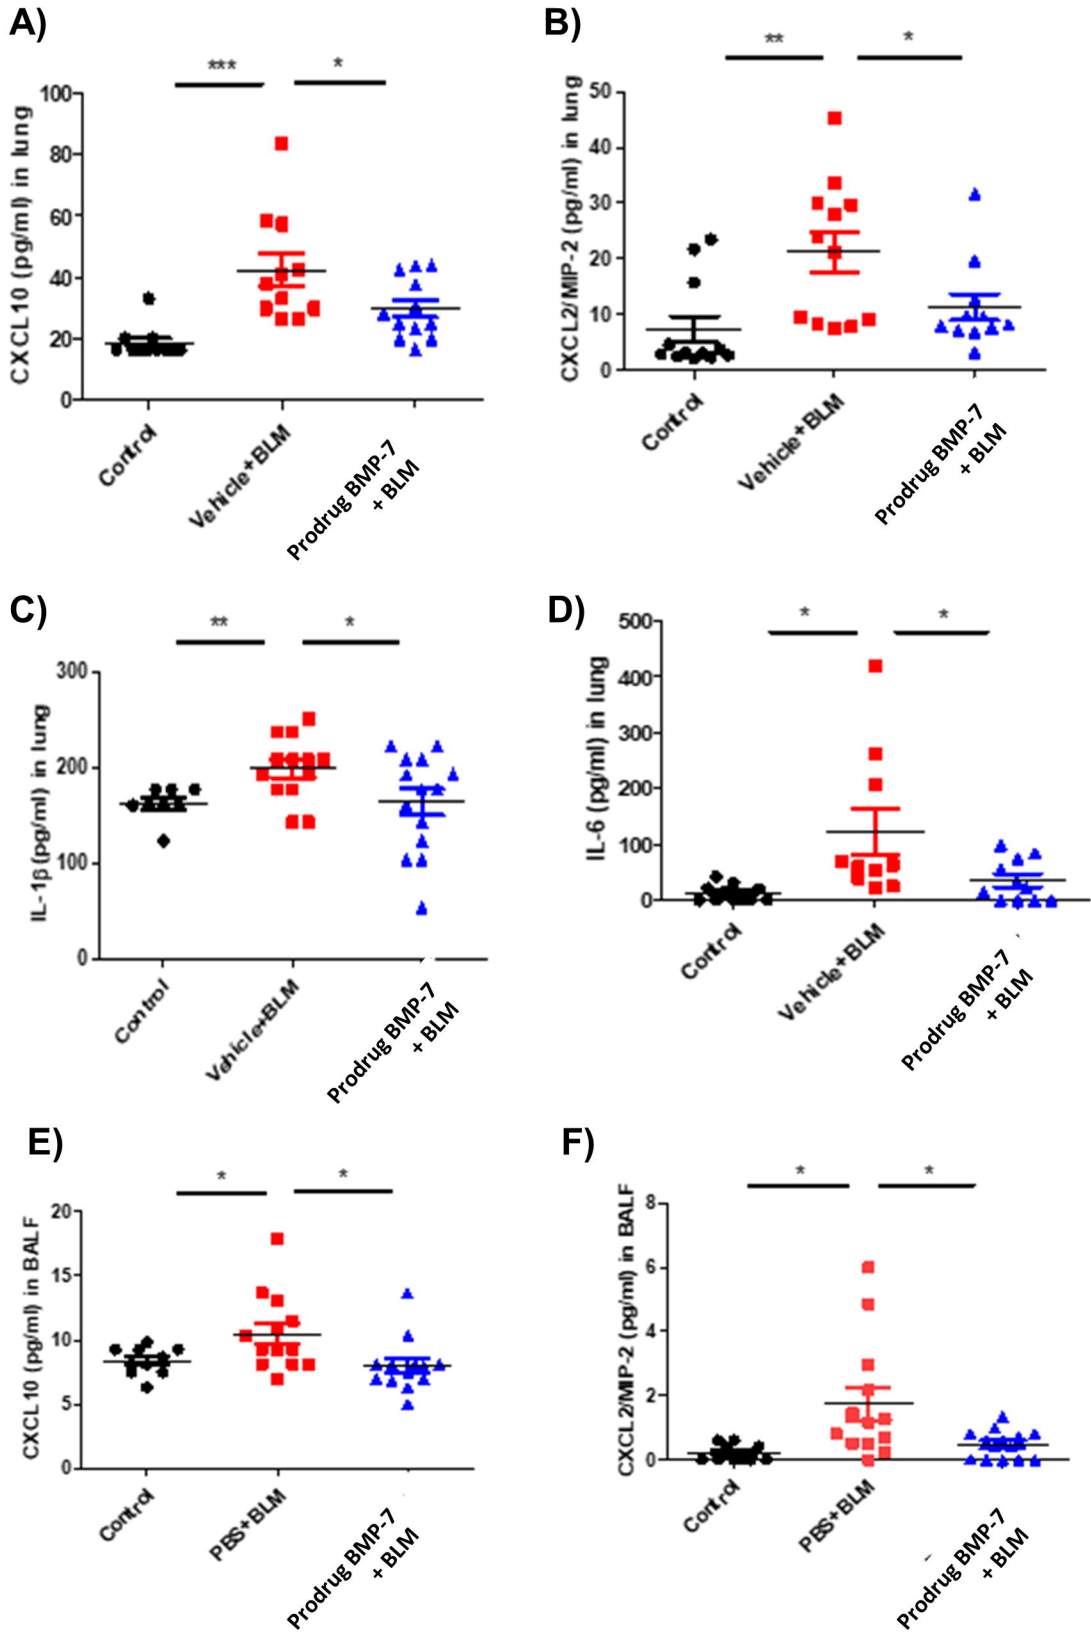 A)
*** *
CXCL10 (pg/ml) in lung
100
80
60
40
20
0
Control
Vehicle+BLM
Prodrug BMP-7
+ BLM
B)
** *
CXCL2/MIP-2 (pg/ml) in lung
50
40
30
20
10
0
Control
Vehicle+BLM
Prodrug BMP-7
+ BLM
C)
** *
IL-1β (pg/ml) in lung
300
200
100
0
Control
Vehicle+BLM
Prodrug BMP-7
+ BLM
D)
* *
IL-6 (pg/ml) in lung
500
400
300
200
100
0
Control
Vehicle+BLM
Prodrug BMP-7
+ BLM
E)
* *
CXCL10 (pg/ml) in BALF
20
15
10
5
0
Control
PBS+BLM
Prodrug BMP-7
+ BLM
F)
* *
CXCL2/MIP-2 (pg/ml) in BALF
8
6
4
2
0
Control
PBS+BLM
Prodrug BMP-7
+ BLM